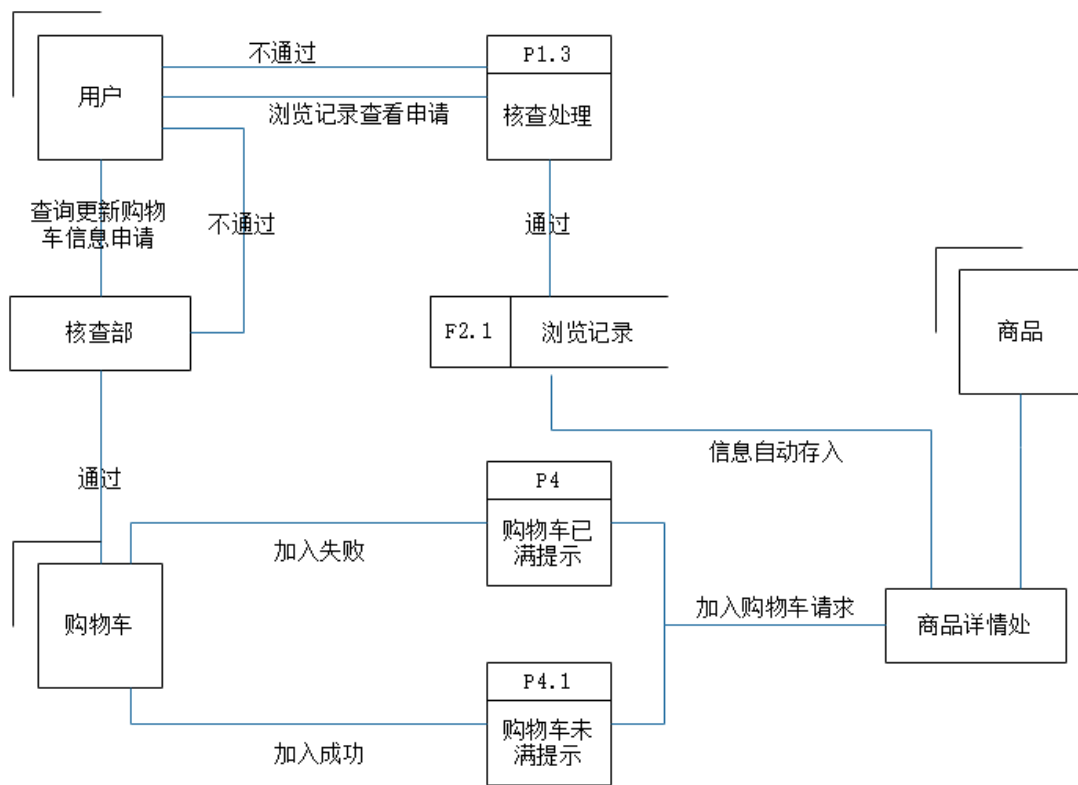 不通过
P1.3
用户
浏览记录查看申请
核查处理
查询更新购物
车信息申请
不通过
通过
核查部
F2.1
浏览记录
商品
信息自动存入
通过
P4
购物车已
满提示
加入失败
购物车
加入购物车请求
商品详情处
P4.1
购物车未
满提示
加入成功